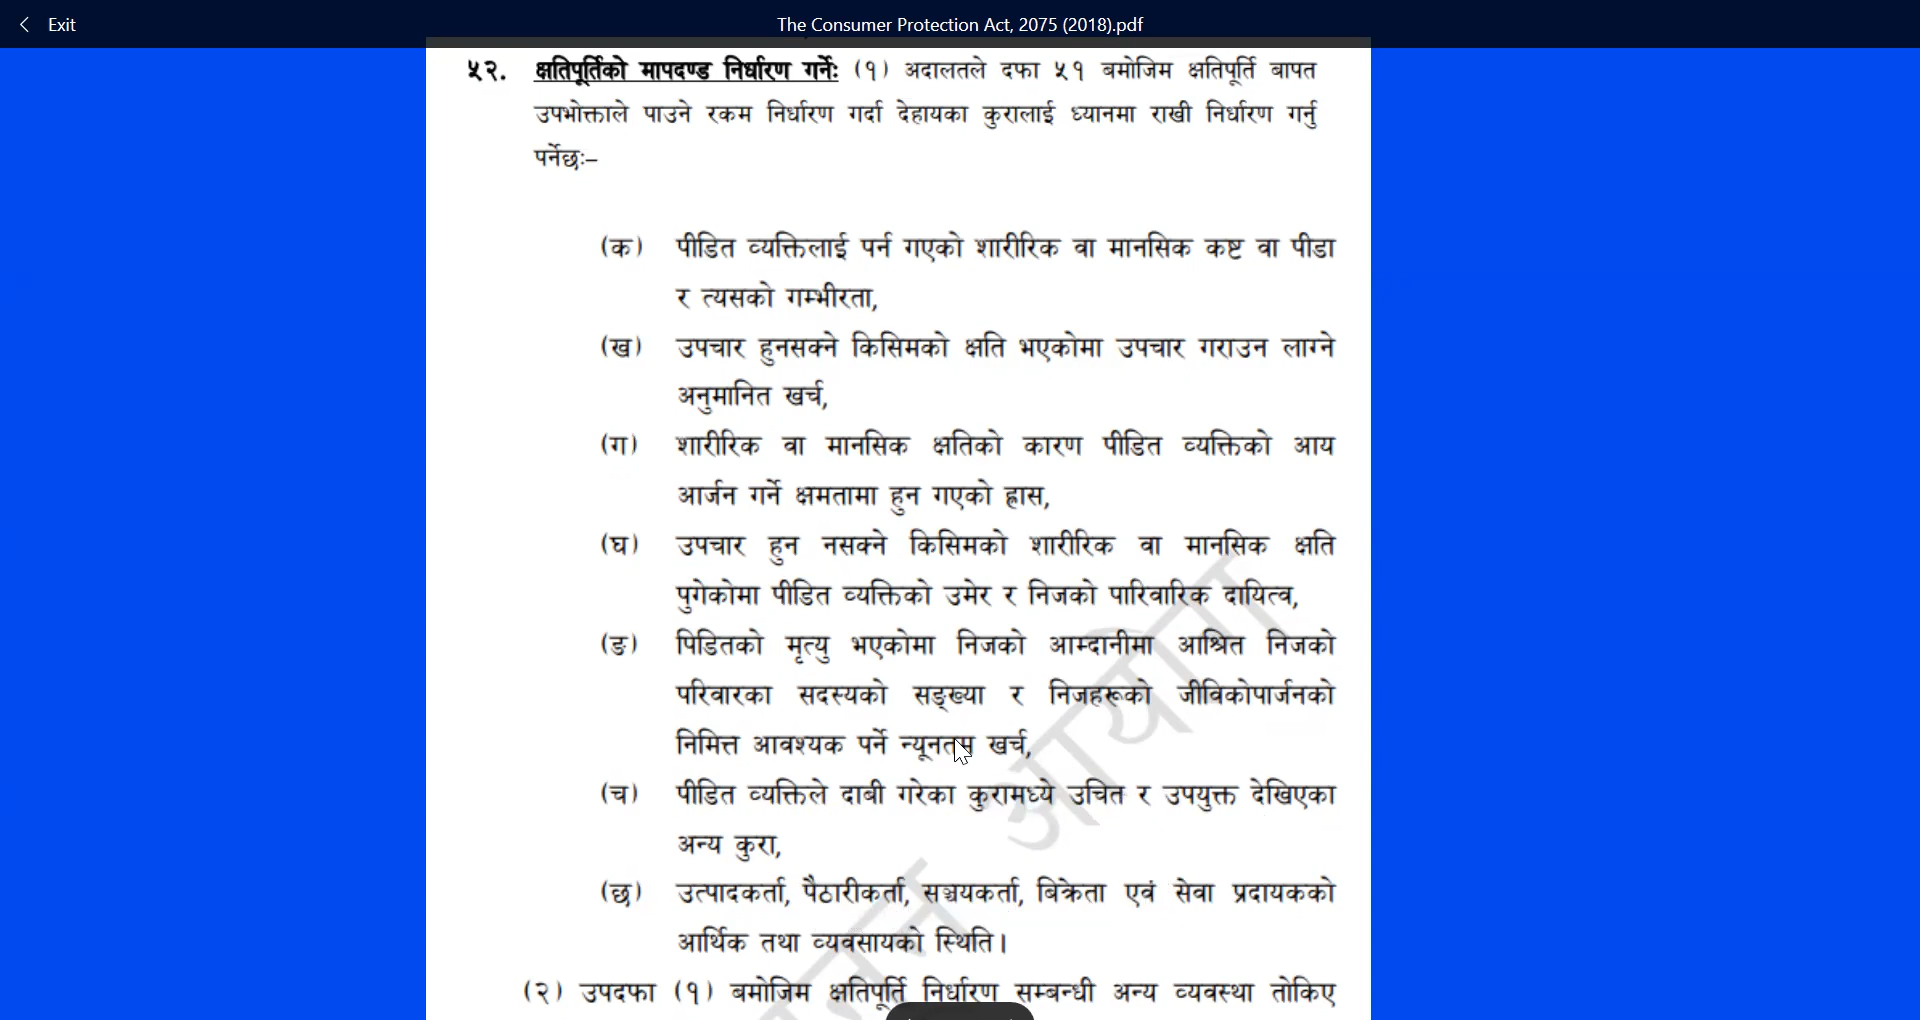 Exit
The Consumer Protection Act, 2075 (2018).pdf
५२. क्षतिपूर्तिको मापदण्ड निर्धारण गर्नेः (१) अदालतले दफा ५१ बमोजिम क्षतिपूर्ति बापत
उपभोक्ताले पाउने रकम निर्धारण गर्दा देहायका कुरालाई ध्यानमा राखी निर्धारण गर्नु
पर्नेछः–
(क) पीडित व्यक्तिलाई पर्न गएको शारीरिक वा मानसिक कष्ट वा पीडा
र त्यसको गम्भीरता,
(ख) उपचार हुनसक्ने किसिमको क्षति भएकोमा उपचार गराउन लाग्ने
अनुमानित खर्च,
(ग) शारीरिक वा मानसिक क्षतिको कारण पीडित व्यक्तिको आय
आर्जन गर्ने क्षमतामा हुन गएको ह्रास,
(घ) उपचार हुन नसक्ने किसिमको शारीरिक वा मानसिक क्षति
पुगेकोमा पीडित व्यक्तिको उमेर र निजको पारिवारिक दायित्व,
(ङ) पिडितको मृत्यु भएकोमा निजको आम्दानीमा आश्रित निजको
परिवारका सदस्यको सङ्ख्या र निजहरूको जीविकोपार्जनको
निमित्त आवश्यक पर्ने न्यूनतम खर्च,
(च) पीडित व्यक्तिले दाबी गरेका कुरामध्ये उचित र उपयुक्त देखिएका
अन्य कुरा,
(छ) उत्पादकर्ता, पैठारीकर्ता, सञ्चयकर्ता, बिक्रेता एवं सेवा प्रदायकको
आर्थिक तथा व्यवसायको स्थिति।
(२) उपदफा (१) बमोजिम क्षतिपूर्ति निर्धारण सम्बन्धी अन्य व्यवस्था तोकिए
आयोग